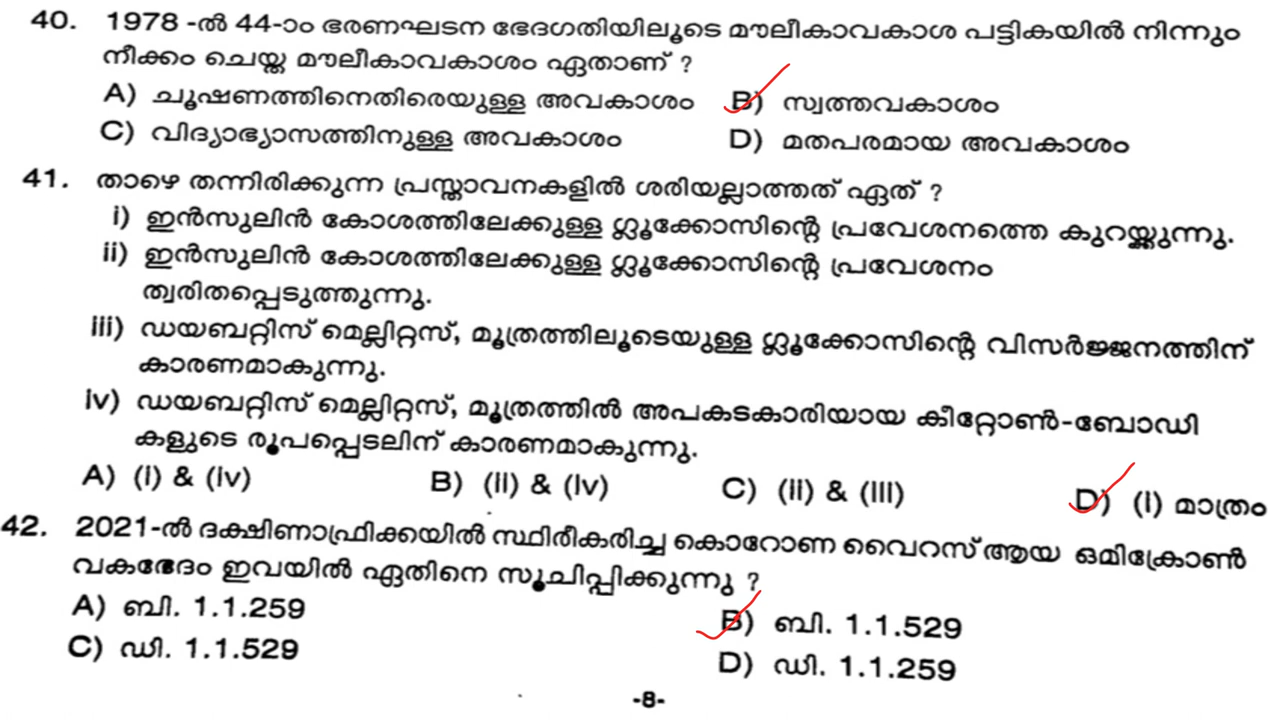 40. 1978 -ൽ 44-ാം ഭരണഘടന ഭേദഗതിയിലൂടെ മൗലീകാവകാശ പട്ടികയിൽ നിന്നും
നീക്കം ചെയ്ത മൗലീകാവകാശം ഏതാണ് ?
A) ചൂഷണത്തിനെതിരെയുള്ള അവകാശം B) സ്വത്തവകാശം
C) വിദ്യാഭ്യാസത്തിനുള്ള അവകാശം D) മതപരമായ അവകാശം
41. താഴെ തന്നിരിക്കുന്ന പ്രസ്താവനകളിൽ ശരിയല്ലാത്തത് ഏത് ?
i) ഇൻസുലിൻ കോശത്തിലേക്കുള്ള ഗ്ലൂക്കോസിന്റെ പ്രവേശനത്തെ കുറയ്ക്കുന്നു.
ii) ഇൻസുലിൻ കോശത്തിലേക്കുള്ള ഗ്ലൂക്കോസിന്റെ പ്രവേശനം
ത്വരിതപ്പെടുത്തുന്നു.
iii) ഡയബറ്റിസ് മെല്ലിറ്റസ്, മൂത്രത്തിലൂടെയുള്ള ഗ്ലൂക്കോസിന്റെ വിസർജ്ജനത്തിന്
കാരണമാകുന്നു.
iv) ഡയബറ്റിസ് മെല്ലിറ്റസ്, മൂത്രത്തിൽ അപകടകാരിയായ കീറ്റോൺ-ബോഡി
കളുടെ രൂപപ്പെടലിന് കാരണമാകുന്നു.
A) (i) & (iv) B) (ii) & (iv) C) (ii) & (iii) D) (i) മാത്രം
42. 2021-ൽ ദക്ഷിണാഫ്രിക്കയിൽ സ്ഥിരീകരിച്ച കൊറോണ വൈറസ് ആയ ഒമിക്രോൺ
വകഭേദം ഇവയിൽ ഏതിനെ സൂചിപ്പിക്കുന്നു ?
A) ബി. 1.1.259 B) ബി. 1.1.529
C) ഡി. 1.1.529 D) ഡി. 1.1.259
-8-